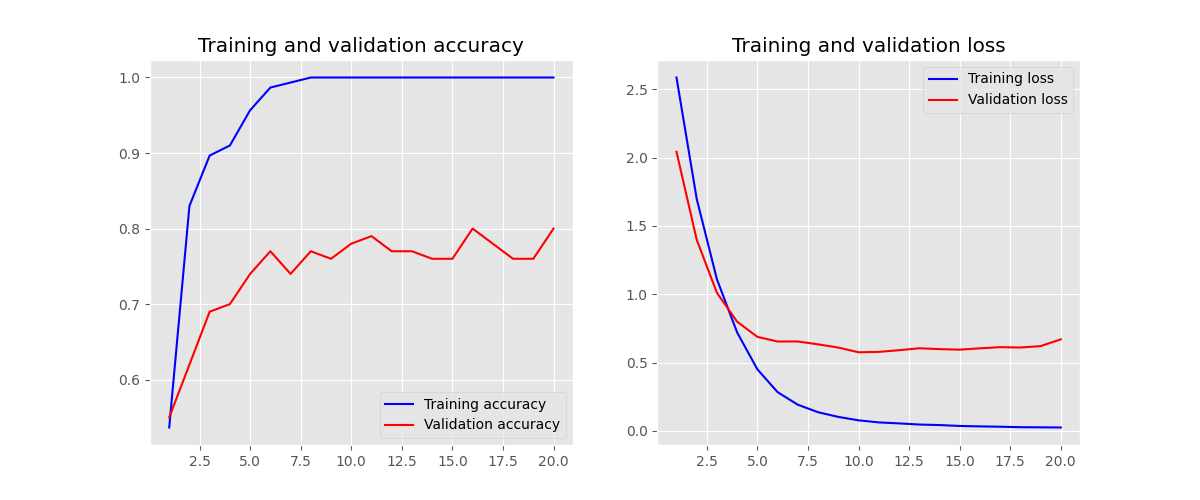 Training and validation accuracy
1.0
0.9
0.8
0.7
0.6
Training accuracy
Validation accuracy
2.5 5.0 7.5 10.0 12.5 15.0 17.5 20.0
Training and validation loss
Training loss
Validation loss
2.5
2.0
1.5
1.0
0.5
0.0
2.5 5.0 7.5 10.0 12.5 15.0 17.5 20.0